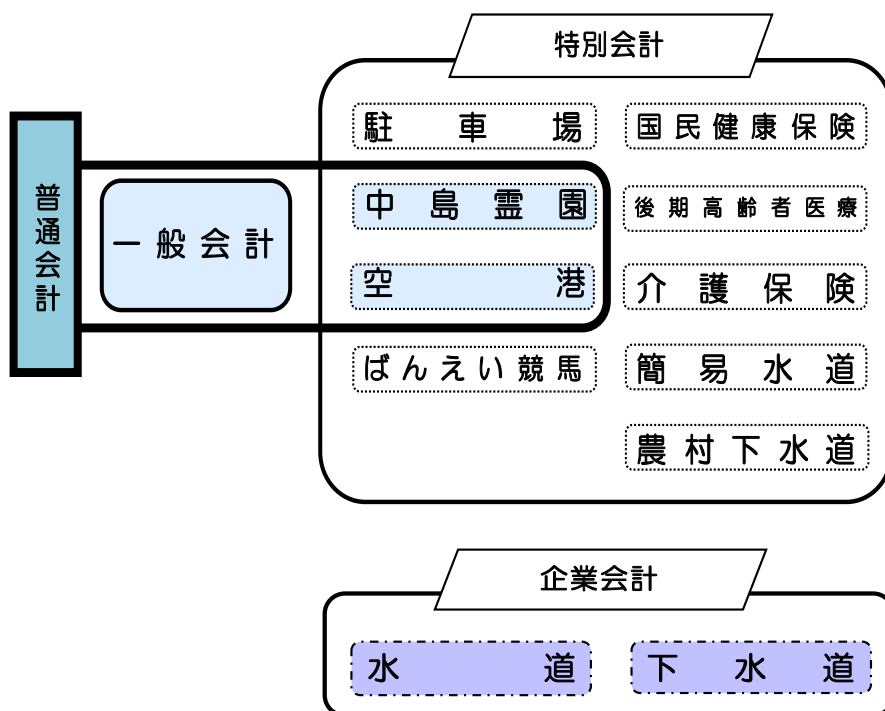 特別会計
駐車場
国民健康保険
普通会計
一般会計
中島霊園
後期高齢者医療
空港
介護保険
ばんえい競馬
簡易水道
農村下水道
企業会計
水道
下水道